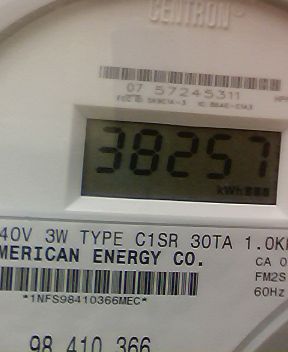 CENTRON®
07 57245311
38257
kWh
40V 3W TYPE C1SR 30TA 1.0K
MERICAN ENERGY CO.
CA 0
FM2S
60Hz
*1NFS98410366MEC*
98 410 366